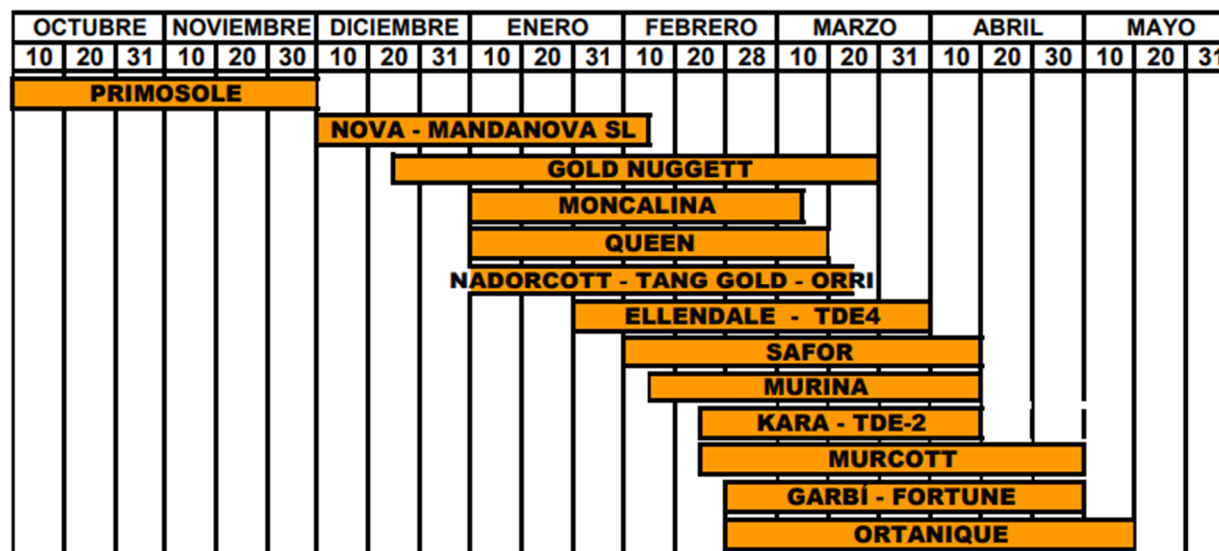 OCTUBRE NOVIEMBRE DICIEMBRE ENERO FEBRERO MARZO ABRIL MAYO
10 20 31 10 20 30 10 20 31 10 20 31 10 20 28 10 20 31 10 20 30 10 20 31
PRIMOSOLE
NOVA - MANDANOVA SL
GOLD NUGGETT
MONCALINA
QUEEN
NADORCOTT - TANG GOLD - ORRI
ELLENDALE - TDE4
SAFOR
MURINA
KARA - TDE-2
MURCOTT
GARBÍ - FORTUNE
ORTANIQUE